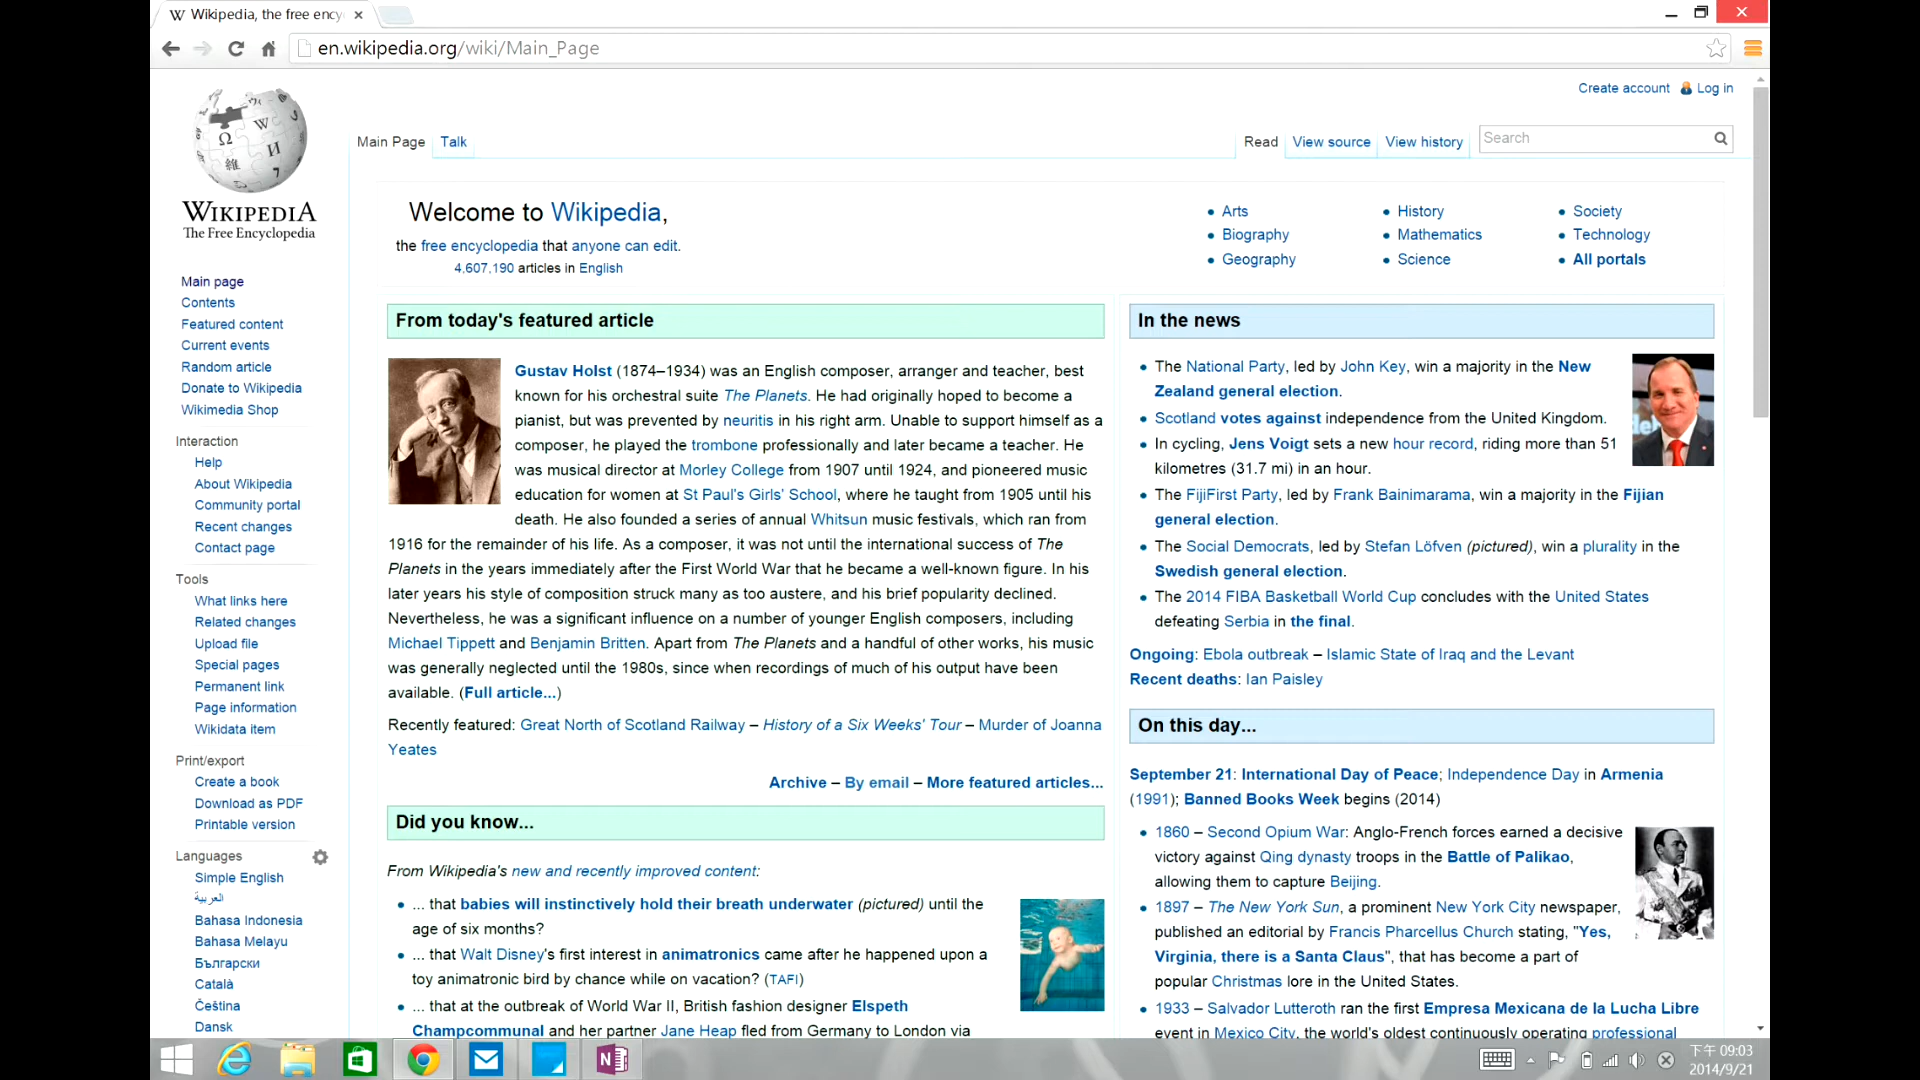 Wikipedia, the free ency
en.wikipedia.org/wiki/Main_Page
Create account Log in
Main Page Talk Read View source View history Search
WIKIPEDIA
The Free Encyclopedia
Main page
Contents
Featured content
Current events
Random article
Donate to Wikipedia
Wikimedia Shop
Interaction
Help
About Wikipedia
Community portal
Recent changes
Contact page
Tools
What links here
Related changes
Upload file
Special pages
Permanent link
Page information
Wikidata item
Print/export
Create a book
Download as PDF
Printable version
Languages
Simple English
العربية
Bahasa Indonesia
Bahasa Melayu
Български
Català
Čeština
Dansk
Welcome to Wikipedia,
the free encyclopedia that anyone can edit.
4,607,190 articles in English
Arts
Biography
Geography
History
Mathematics
Science
Society
Technology
All portals
From today's featured article
Gustav Holst (1874–1934) was an English composer, arranger and teacher, best
known for his orchestral suite The Planets. He had originally hoped to become a
pianist, but was prevented by neuritis in his right arm. Unable to support himself as a
composer, he played the trombone professionally and later became a teacher. He
was musical director at Morley College from 1907 until 1924, and pioneered music
education for women at St Paul's Girls' School, where he taught from 1905 until his
death. He also founded a series of annual Whitsun music festivals, which ran from
1916 for the remainder of his life. As a composer, it was not until the international success of The
Planets in the years immediately after the First World War that he became a well-known figure. In his
later years his style of composition struck many as too austere, and his brief popularity declined.
Nevertheless, he was a significant influence on a number of younger English composers, including
Michael Tippett and Benjamin Britten. Apart from The Planets and a handful of other works, his music
was generally neglected until the 1980s, since when recordings of much of his output have been
available. (Full article...)
Recently featured: Great North of Scotland Railway – History of a Six Weeks' Tour – Murder of Joanna
Yeates
Archive – By email – More featured articles...
Did you know...
From Wikipedia's new and recently improved content:
... that babies will instinctively hold their breath underwater (pictured) until the
age of six months?
... that Walt Disney's first interest in animatronics came after he happened upon a
toy animatronic bird by chance while on vacation? (TAFI)
... that at the outbreak of World War II, British fashion designer Elspeth
Champcommunal and her partner Jane Heap fled from Germany to London via
In the news
The National Party, led by John Key, win a majority in the New
Zealand general election.
Scotland votes against independence from the United Kingdom.
In cycling, Jens Voigt sets a new hour record, riding more than 51
kilometres (31.7 mi) in an hour.
The FijiFirst Party, led by Frank Bainimarama, win a majority in the Fijian
general election.
The Social Democrats, led by Stefan Löfven (pictured), win a plurality in the
Swedish general election.
The 2014 FIBA Basketball World Cup concludes with the United States
defeating Serbia in the final.
Ongoing: Ebola outbreak – Islamic State of Iraq and the Levant
Recent deaths: Ian Paisley
On this day...
September 21: International Day of Peace; Independence Day in Armenia
(1991); Banned Books Week begins (2014)
1860 – Second Opium War: Anglo-French forces earned a decisive
victory against Qing dynasty troops in the Battle of Palikao,
allowing them to capture Beijing.
1897 – The New York Sun, a prominent New York City newspaper,
published an editorial by Francis Pharcellus Church stating, "Yes,
Virginia, there is a Santa Claus", that has become a part of
popular Christmas lore in the United States.
1933 – Salvador Lutteroth ran the first Empresa Mexicana de la Lucha Libre
event in Mexico City, the world's oldest continuously operating professional
下午 09:03
2014/9/21